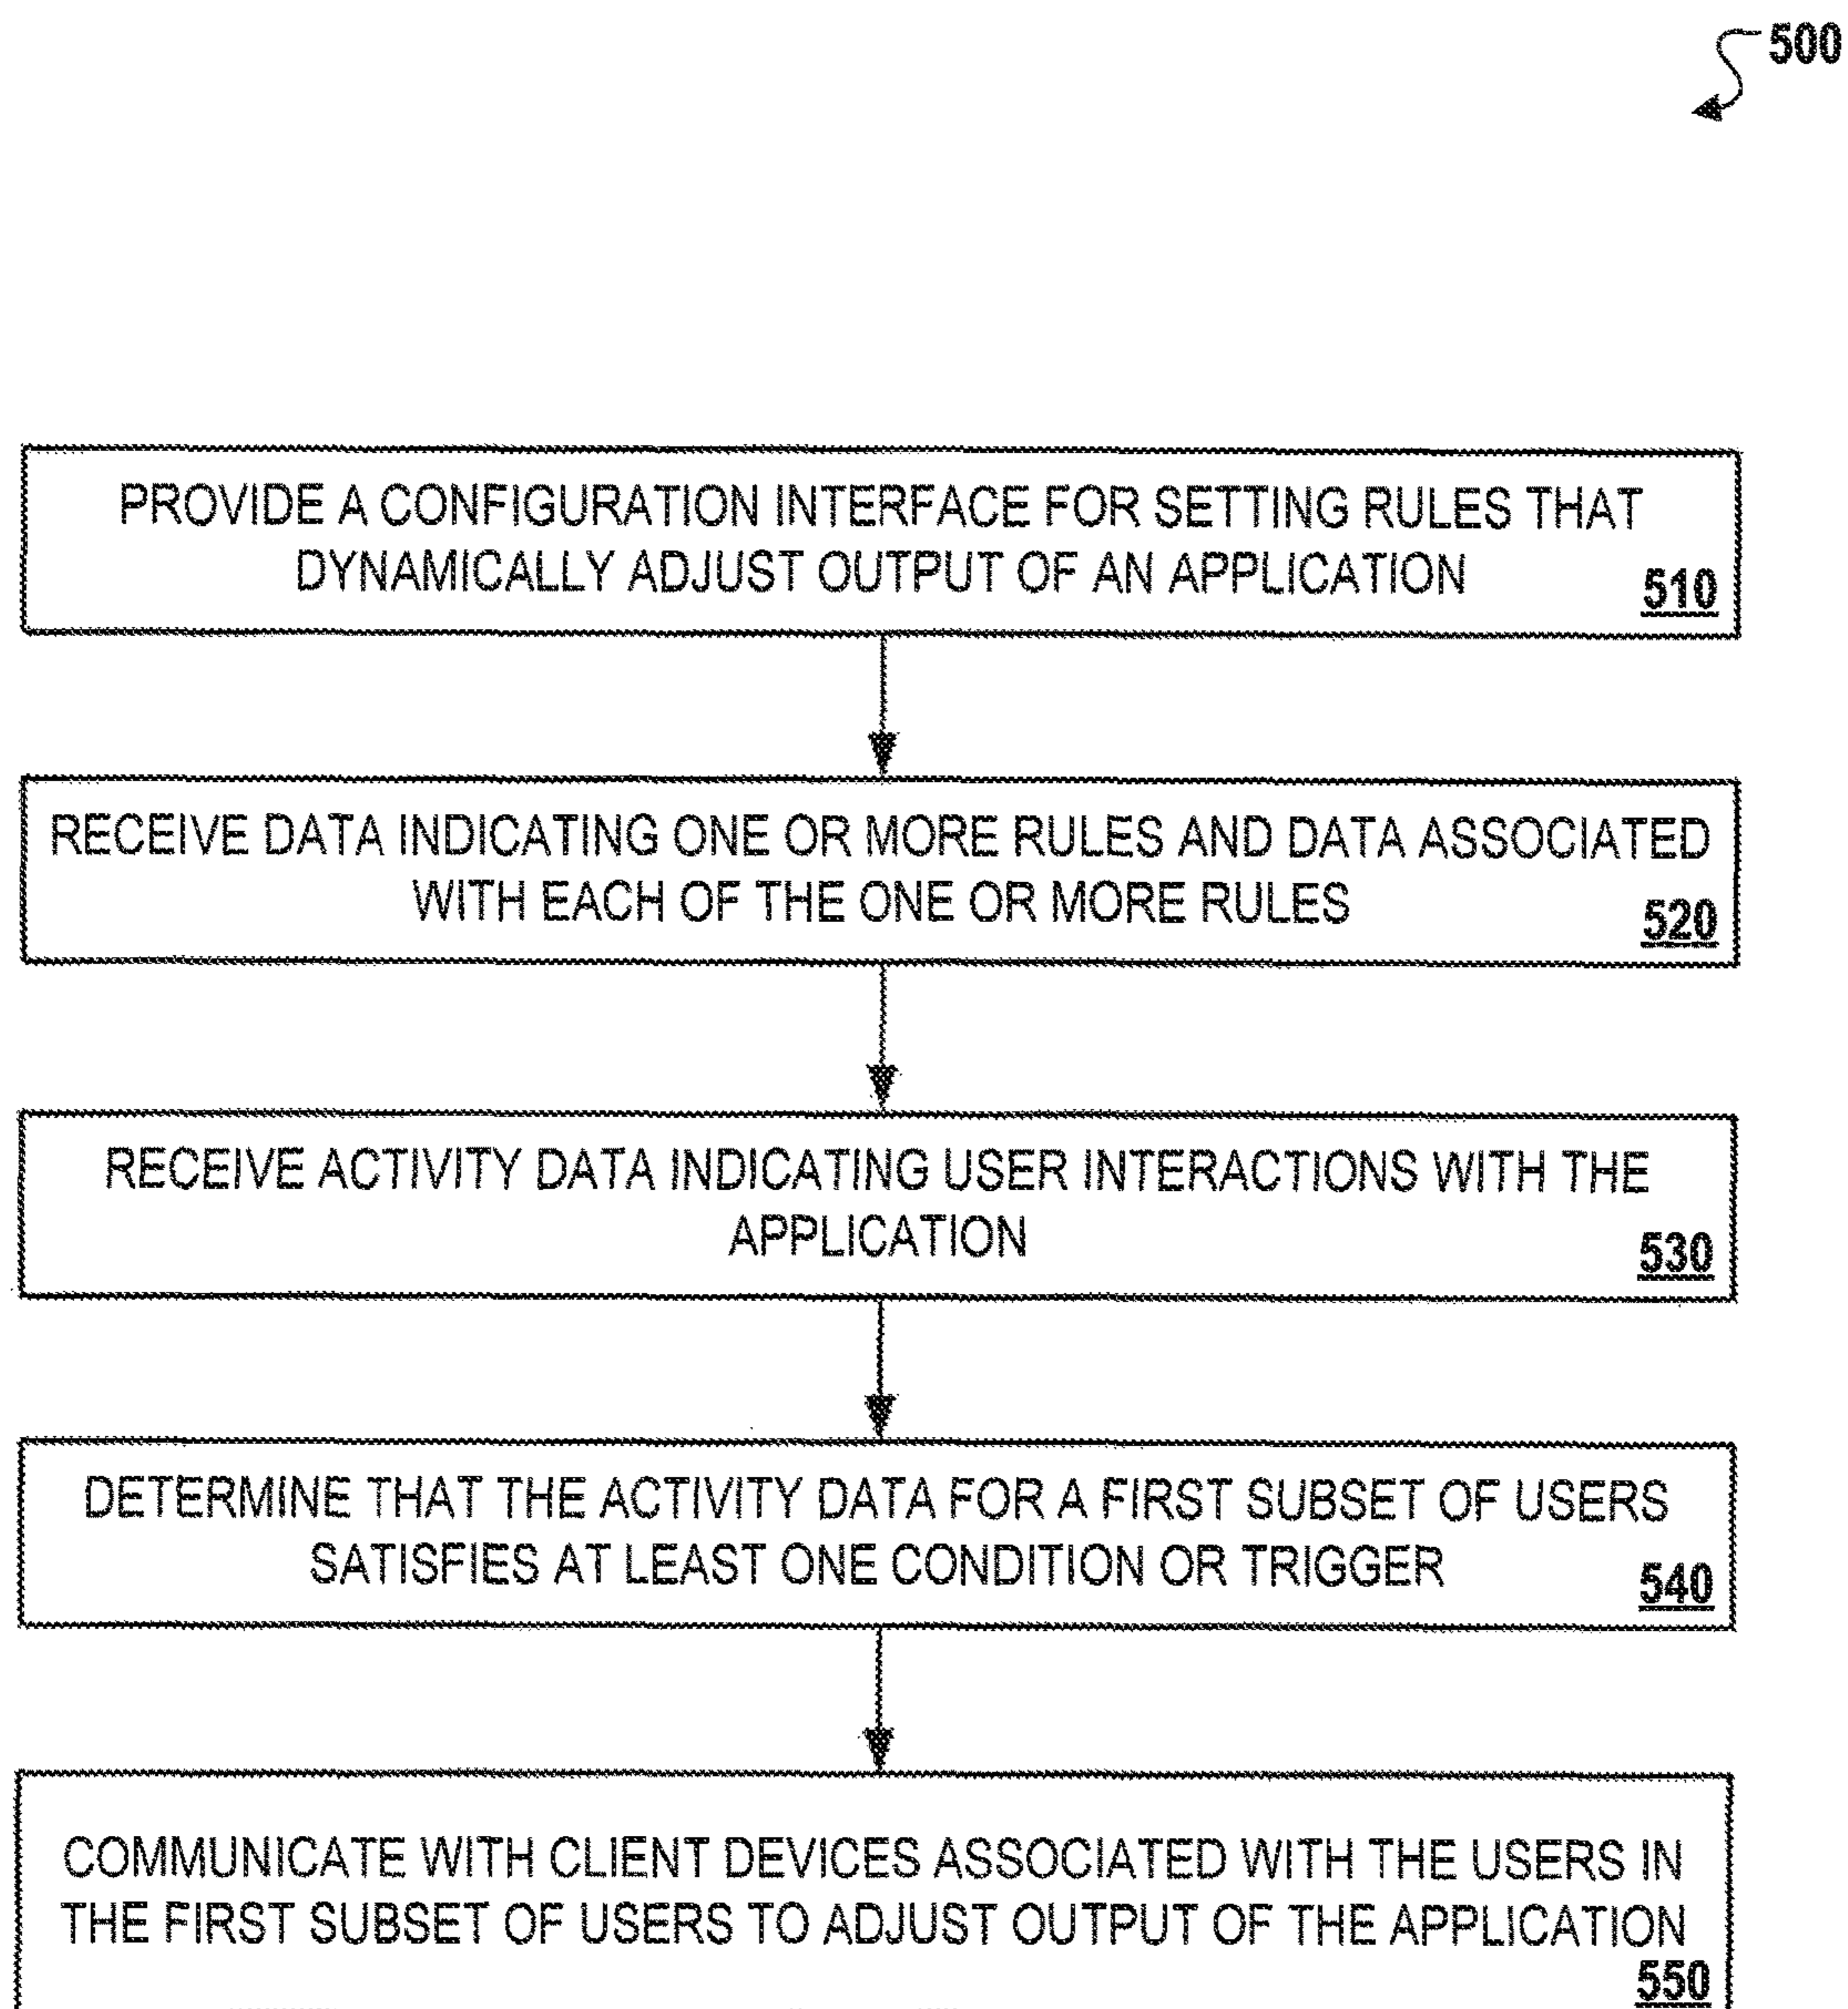 500
PROVIDE A CONFIGURATION INTERFACE FOR SETTING RULES THAT
DYNAMICALLY ADJUST OUTPUT OF AN APPLICATION
510
RECEIVE DATA INDICATING ONE OR MORE RULES AND DATA ASSOCIATED
WITH EACH OF THE ONE OR MORE RULES
520
RECEIVE ACTIVITY DATA INDICATING USER INTERACTIONS WITH THE
APPLICATION
530
DETERMINE THAT THE ACTIVITY DATA FOR A FIRST SUBSET OF USERS
SATISFIES AT LEAST ONE CONDITION OR TRIGGER
540
COMMUNICATE WITH CLIENT DEVICES ASSOCIATED WITH THE USERS IN
THE FIRST SUBSET OF USERS TO ADJUST OUTPUT OF THE APPLICATION
550